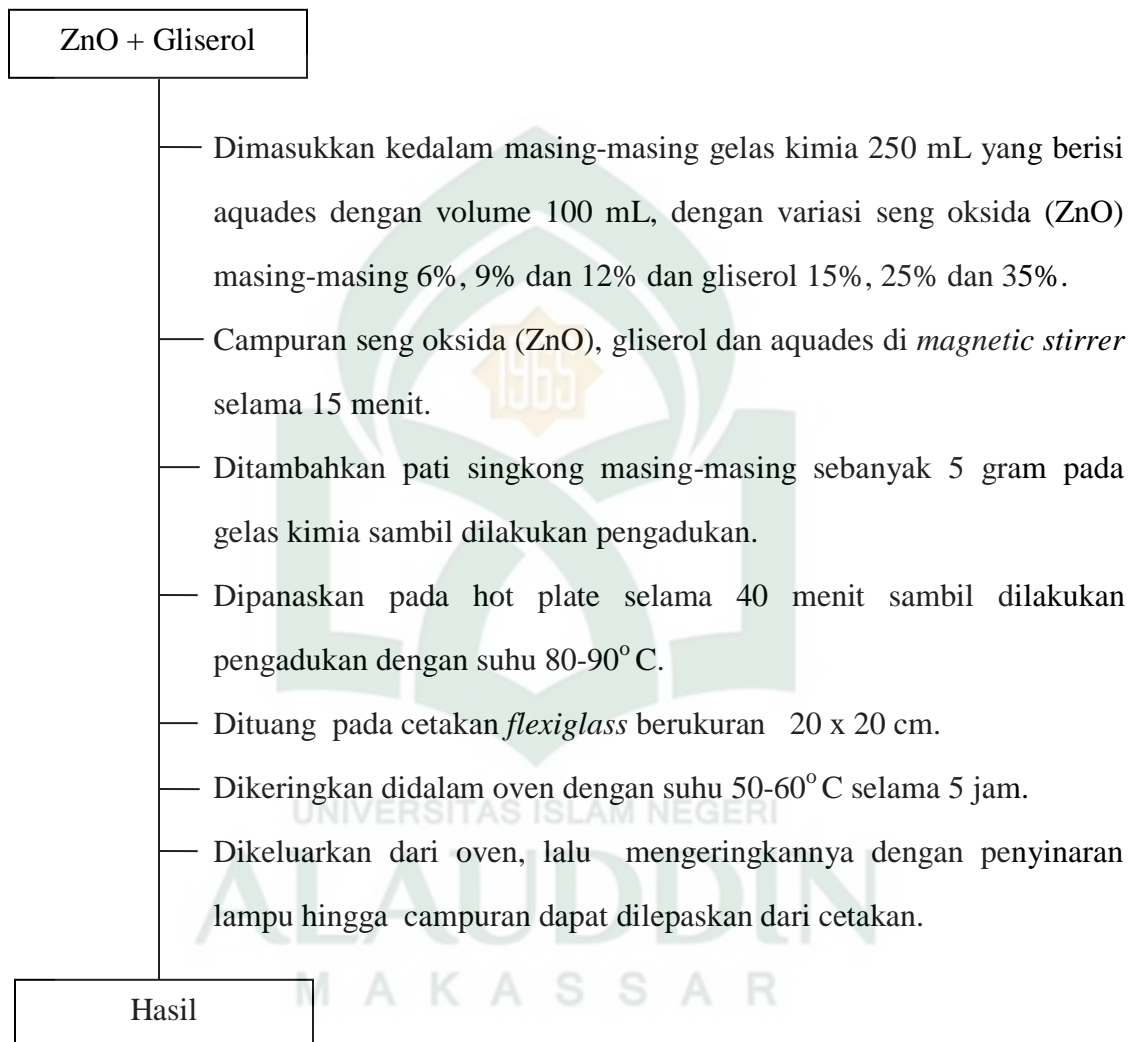 ZnO + Gliserol
Dimasukkan kedalam masing-masing gelas kimia 250 mL yang berisi
aquades dengan volume 100 mL, dengan variasi seng oksida (ZnO)
masing-masing 6%, 9% dan 12% dan gliserol 15%, 25% dan 35%.
Campuran seng oksida (ZnO), gliserol dan aquades di magnetic stirrer
selama 15 menit.
Ditambahkan pati singkong masing-masing sebanyak 5 gram pada
gelas kimia sambil dilakukan pengadukan.
Dipanaskan pada hot plate selama 40 menit sambil dilakukan
pengadukan dengan suhu 80-90° C.
Dituang pada cetakan flexiglass berukuran 20 x 20 cm.
Dikeringkan didalam oven dengan suhu 50-60° C selama 5 jam.
Dikeluarkan dari oven, lalu mengeringkannya dengan penyinaran
lampu hingga campuran dapat dilepaskan dari cetakan.
Hasil
1965
UNIVERSITAS ISLAM NEGERI
ALAUDDIN
MAKASSAR